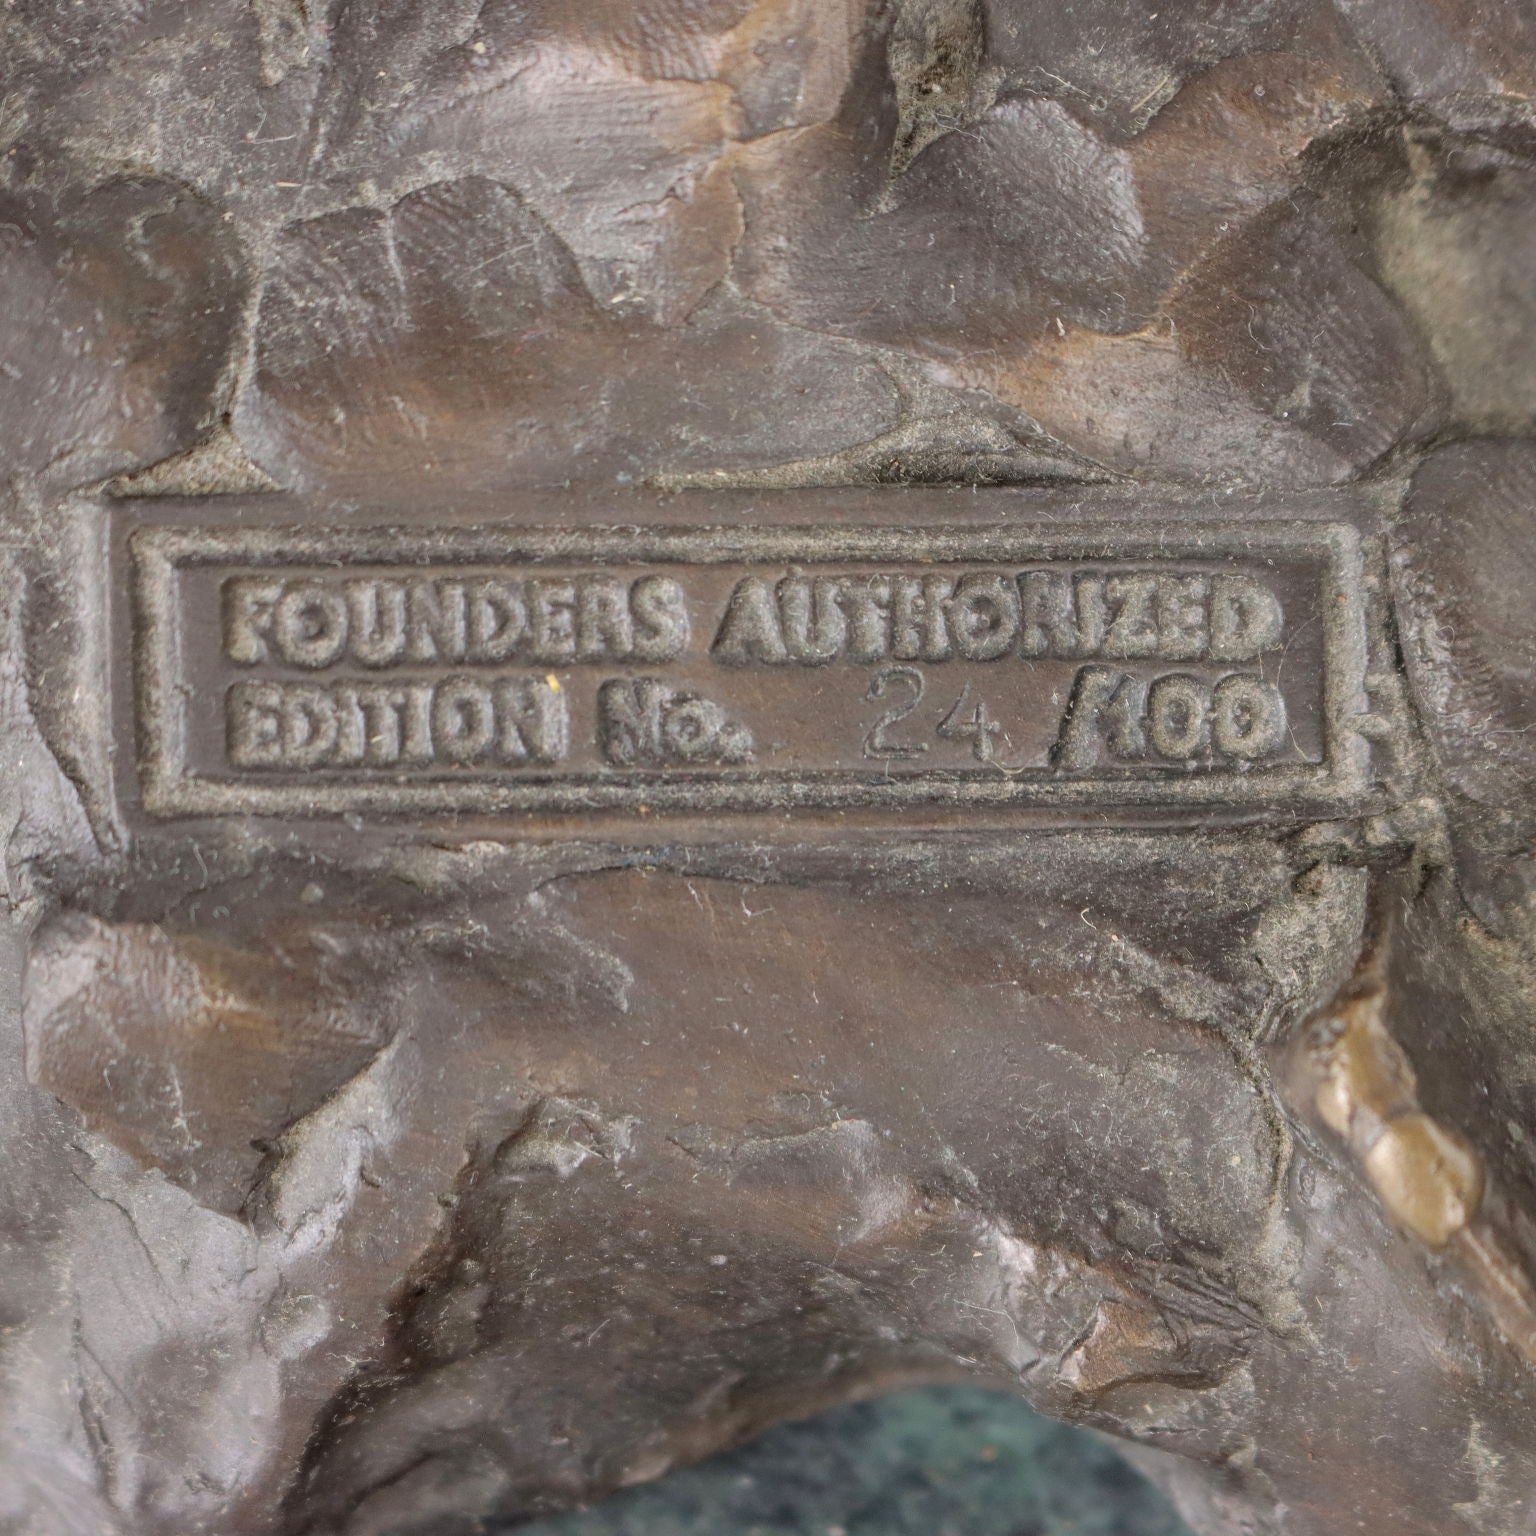 FOUNDERS AUTHORIZED
EDITION No. 24 /100